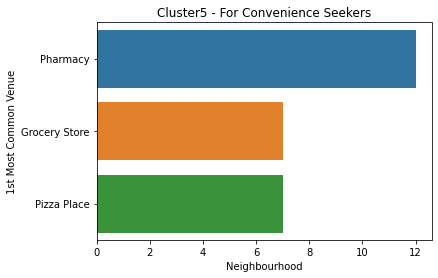 Cluster5 - For Convenience Seekers
1st Most Common Venue
Pharmacy
Grocery Store
Pizza Place
0 2 4 6 8 10 12
Neighbourhood